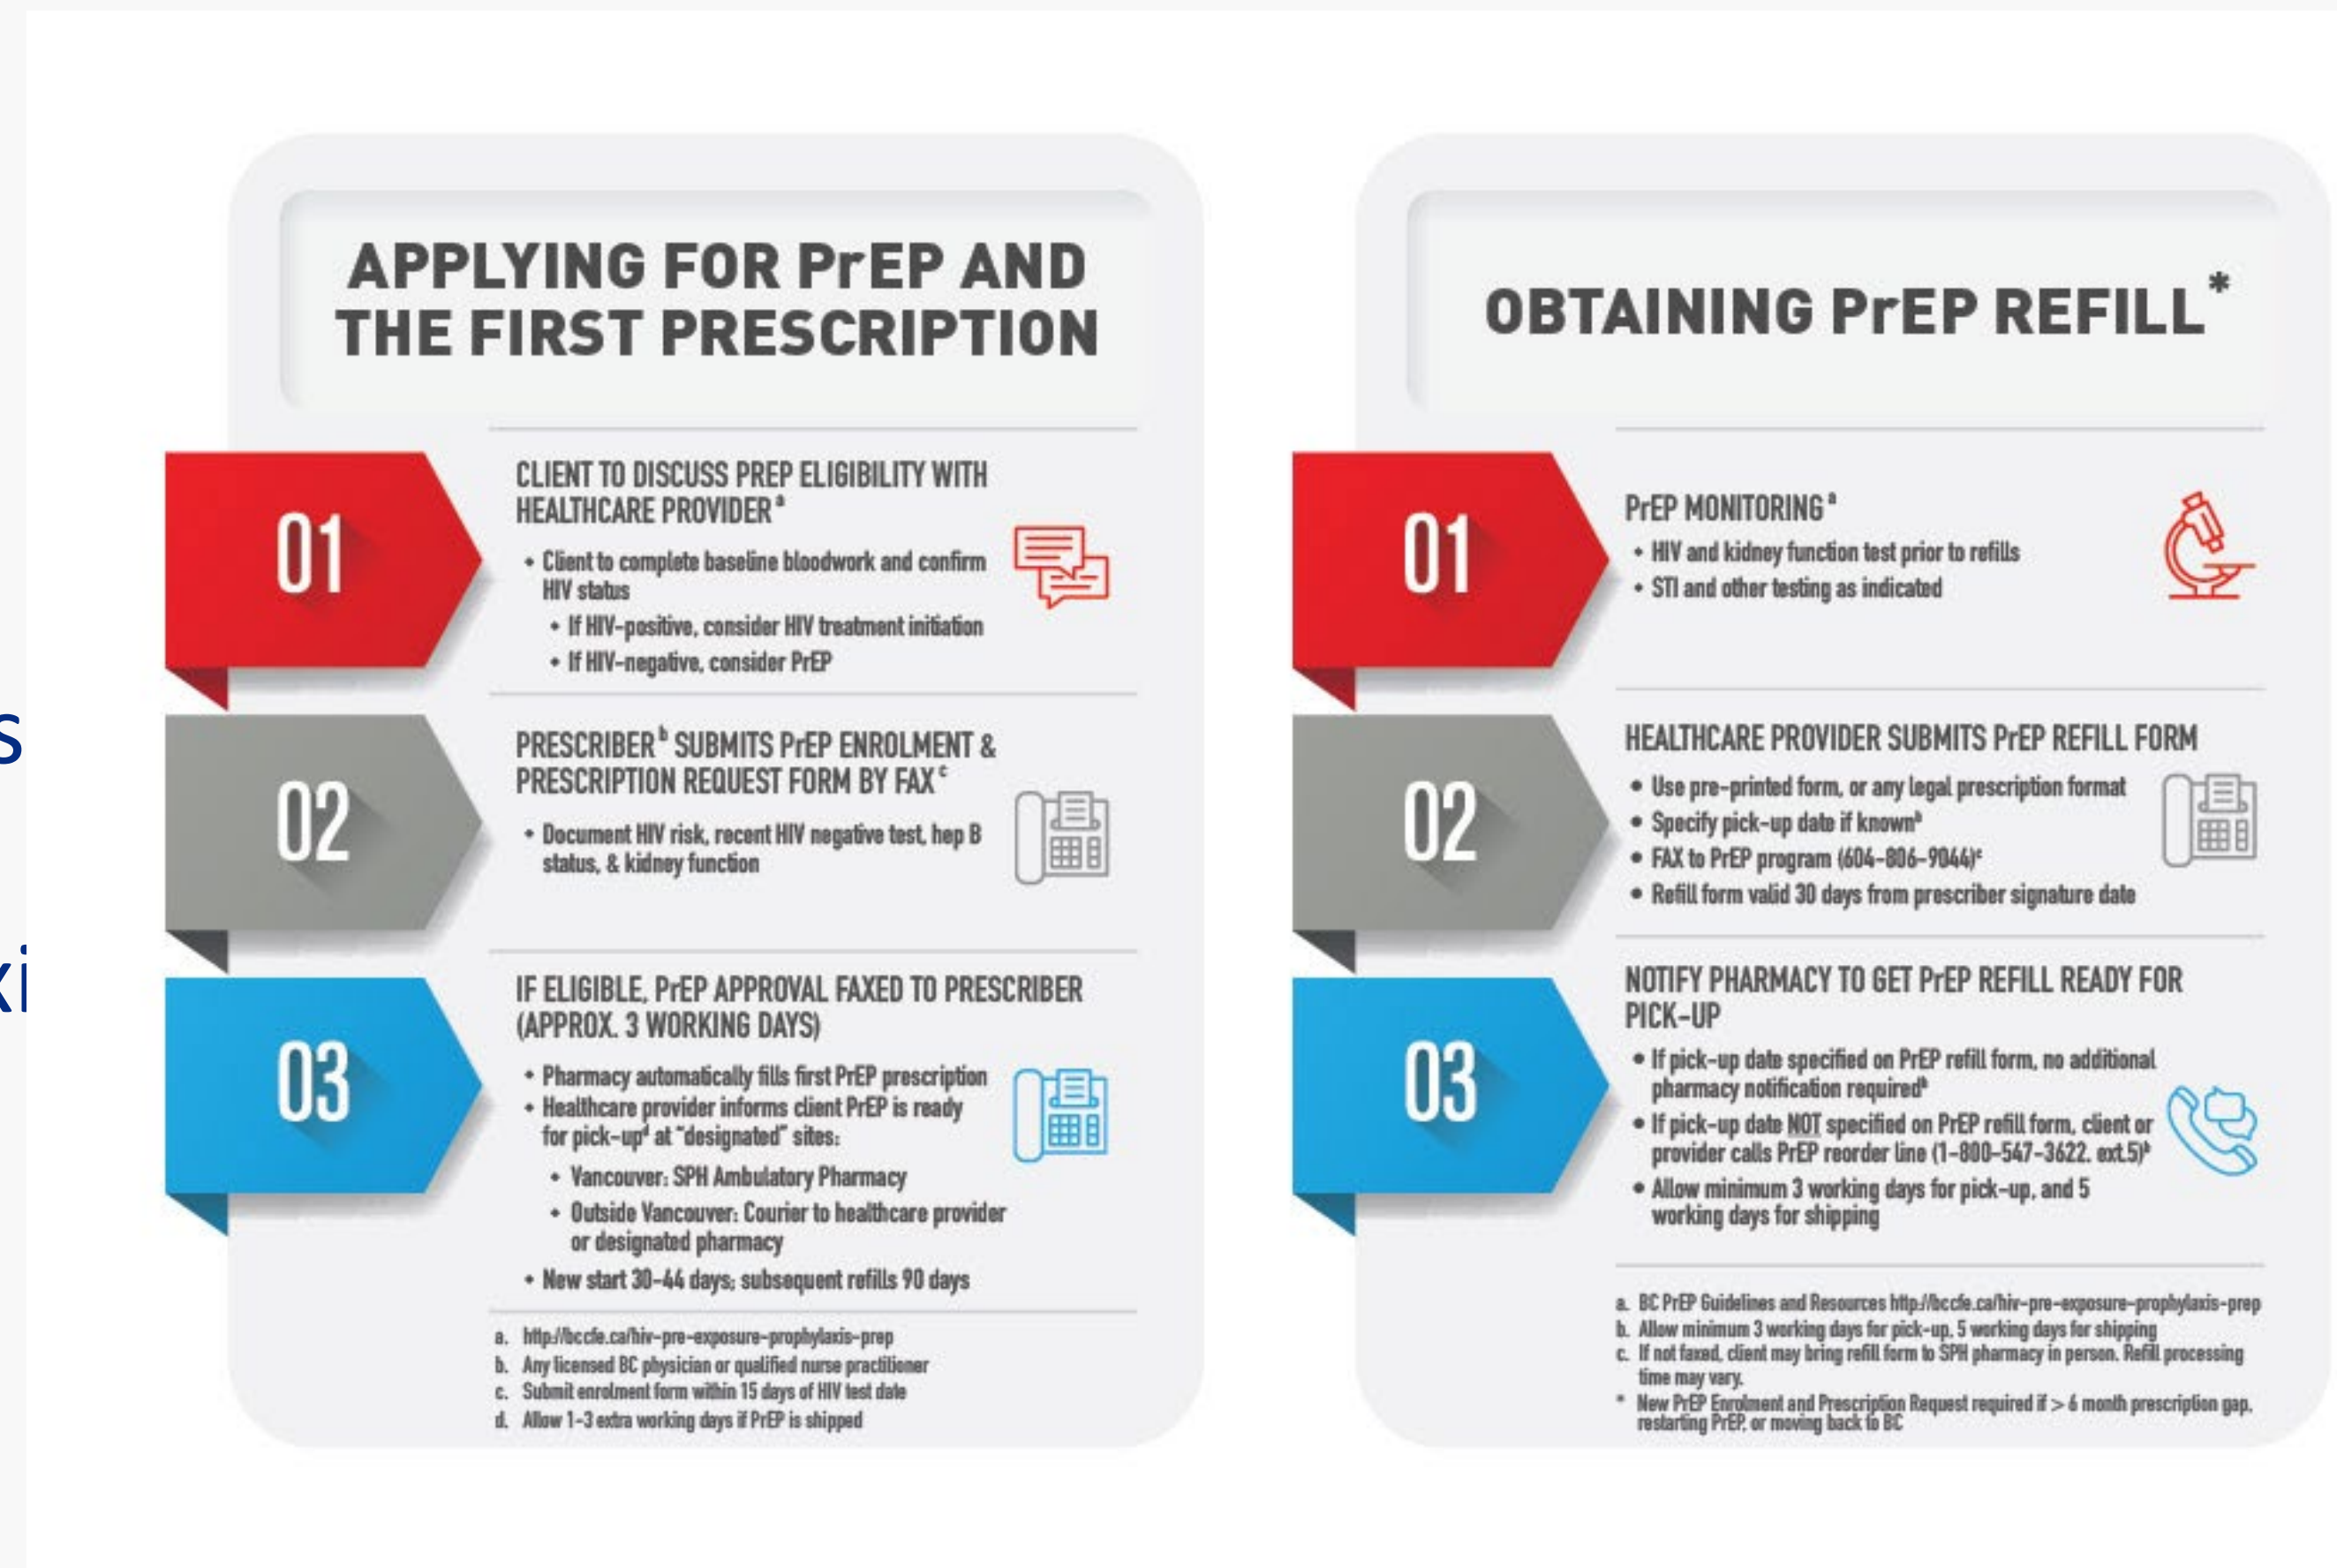 s
xi
APPLYING FOR PrEP AND
THE FIRST PRESCRIPTION
01
CLIENT TO DISCUSS PREP ELIGIBILITY WITH
HEALTHCARE PROVIDER a
• Client to complete baseline bloodwork and confirm
HIV status
• If HIV-positive, consider HIV treatment initiation
• If HIV-negative, consider PrEP
02
PRESCRIBER b SUBMITS PrEP ENROLMENT &
PRESCRIPTION REQUEST FORM BY FAX c
• Document HIV risk, recent HIV negative test, hep B
status, & kidney function
03
IF ELIGIBLE, PrEP APPROVAL FAXED TO PRESCRIBER
(APPROX. 3 WORKING DAYS)
• Pharmacy automatically fills first PrEP prescription
• Healthcare provider informs client PrEP is ready
for pick-up d at "designated" sites:
• Vancouver: SPH Ambulatory Pharmacy
• Outside Vancouver: Courier to healthcare provider
or designated pharmacy
• New start 30-44 days; subsequent refills 90 days
a. http://bccfe.ca/hiv-pre-exposure-prophylaxis-prep
b. Any licensed BC physician or qualified nurse practitioner
c. Submit enrolment form within 15 days of HIV test date
d. Allow 1-3 extra working days if PrEP is shipped
OBTAINING PrEP REFILL*
01
PrEP MONITORING a
• HIV and kidney function test prior to refills
• STI and other testing as indicated
02
HEALTHCARE PROVIDER SUBMITS PrEP REFILL FORM
• Use pre-printed form, or any legal prescription format
• Specify pick-up date if known b
• FAX to PrEP program (604-806-9044) c
• Refill form valid 30 days from prescriber signature date
03
NOTIFY PHARMACY TO GET PrEP REFILL READY FOR
PICK-UP
• If pick-up date specified on PrEP refill form, no additional
pharmacy notification required b
• If pick-up date NOT specified on PrEP refill form, client or
provider calls PrEP reorder line (1-800-547-3622. ext.5) b
• Allow minimum 3 working days for pick-up, and 5
working days for shipping
a. BC PrEP Guidelines and Resources http://bccfe.ca/hiv-pre-exposure-prophylaxis-prep
b. Allow minimum 3 working days for pick-up, 5 working days for shipping
c. If not faxed, client may bring refill form to SPH pharmacy in person. Refill processing
time may vary.
* New PrEP Enrolment and Prescription Request required if > 6 month prescription gap,
restarting PrEP, or moving back to BC